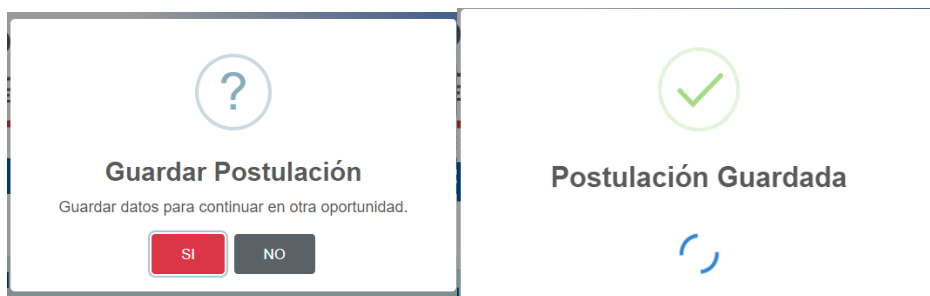 ?
Guardar Postulación
Guardar datos para continuar en otra oportunidad.
SI
NO
Postulación Guardada